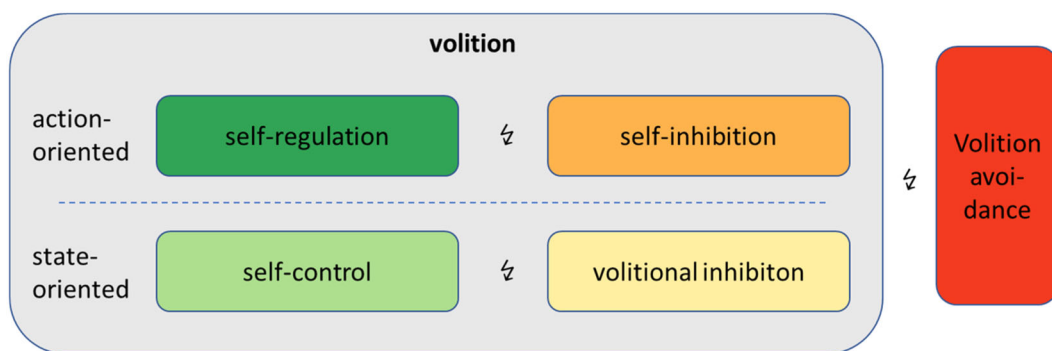 volition
action-
oriented
self-regulation
↯
self-inhibition
state-
oriented
self-control
↯
volitional inhibiton
↯
Volition
avoi-
dance